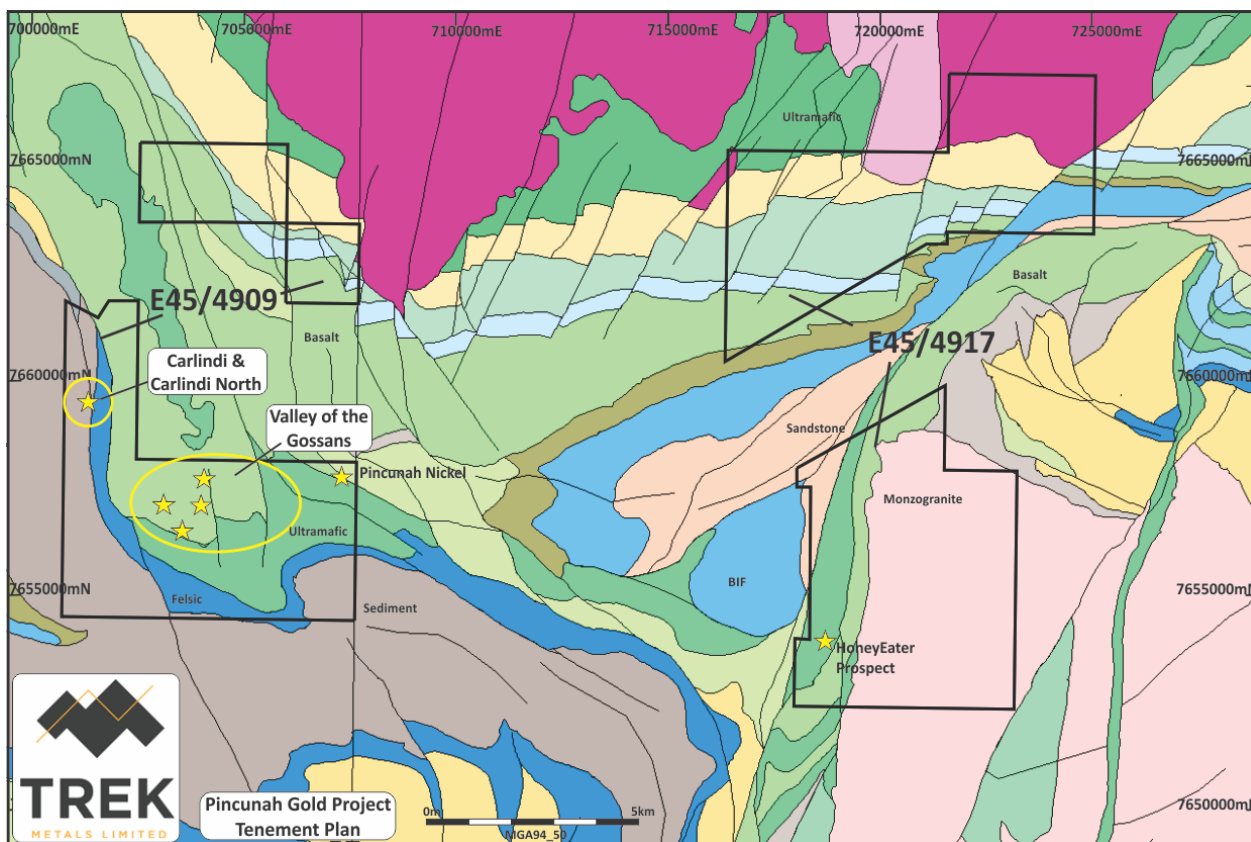 700000mE
705000mE
710000mE
715000mE
720000mE
725000mE
Ultramafic
7665000mN
7665000mN
E45/4909
Basalt
Basalt
E45/4917
Carlindi &
Carlindi North
7660000mN
7660000mN
Valley of the
Gossans
Sandstone
Pincunah Nickel
Monzogranite
Ultramafic
BIF
7655000mN
7655000mN
Felsic
Sediment
HoneyEater
Prospect
TREK
METALS LIMITED
Pincunah Gold Project
Tenement Plan
0m
5km
MGA94_50
7650000mN